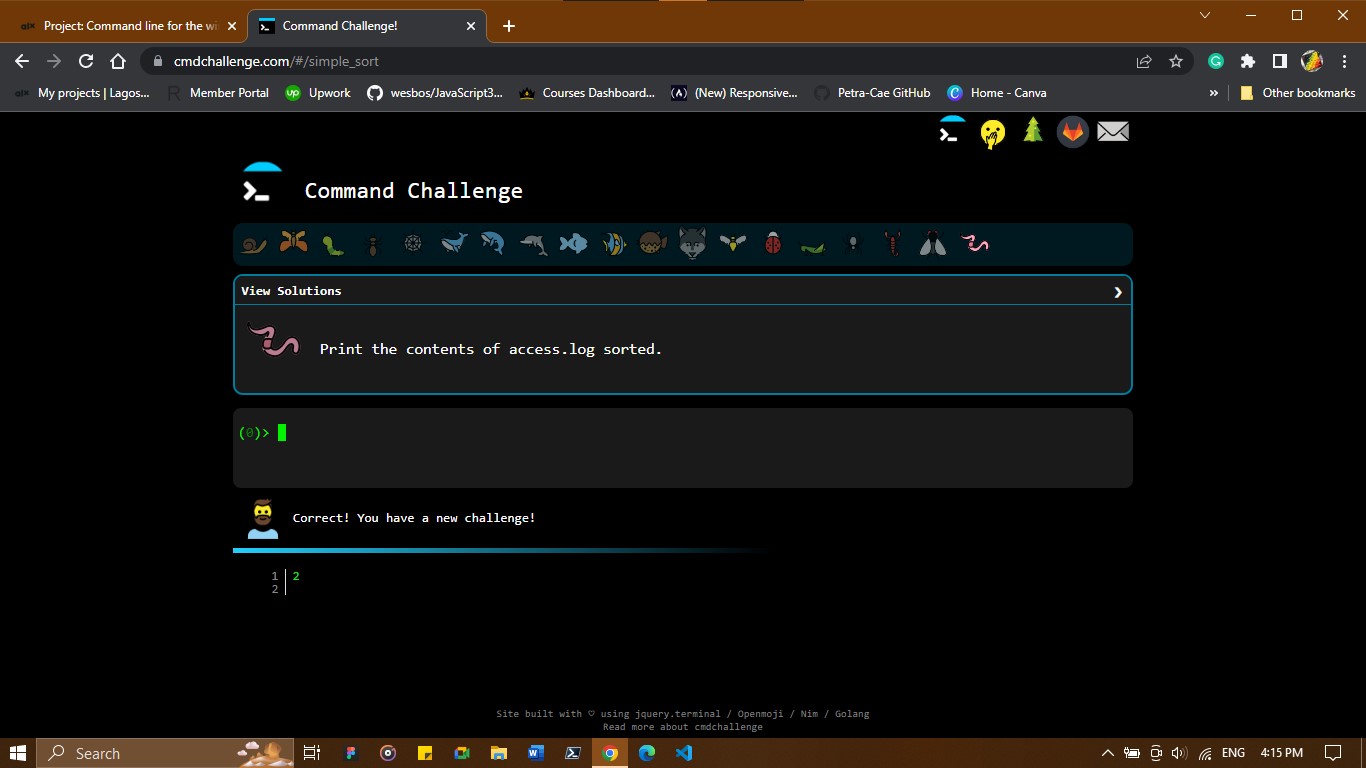 Project: Command line for the wi
Command Challenge!
cmdchallenge.com/#/simple_sort
My projects | Lagos...
Member Portal
Upwork
wesbos/JavaScript3...
Courses Dashboard...
(New) Responsive...
Petra-Cae GitHub
Home - Canva
»
Other bookmarks
Command Challenge
View Solutions
Print the contents of access.log sorted.
(0)>
Correct! You have a new challenge!
1 2
2
Site built with ♡ using jquery.terminal / Openmoji / Nim / Golang
Read more about cmdchallenge
Search
ENG
4:15 PM